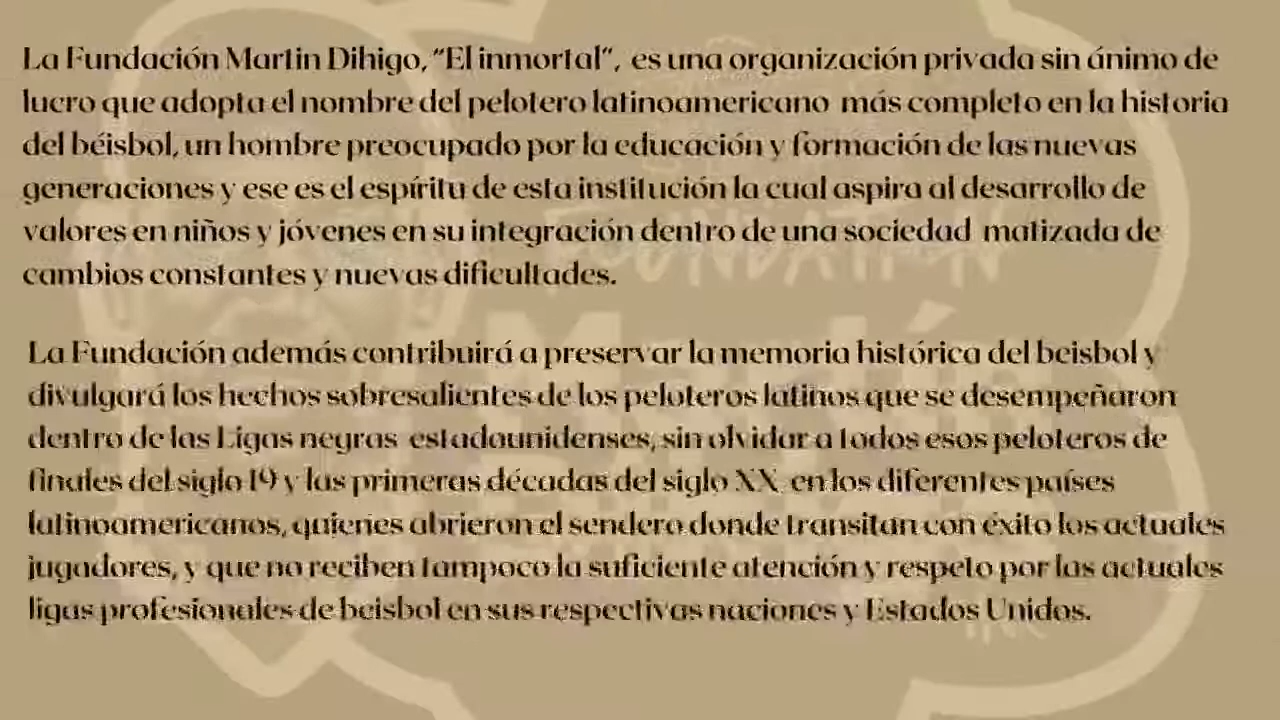 La Fundación Martin Dihigo, “El inmortal“, es una organización privada sin ánimo de
lucro que adopta el nombre del pelotero latinoamericano más completo en la historia
del béisbol, un hombre preocupado por la educación y formación de las nuevas
generaciones y ese es el espíritu de esta institución la cual aspira al desarrollo de
valores en niños y jóvenes en su integración dentro de una sociedad matizada de
cambios constantes y nuevas dificultades.
La Fundación además contribuirá a preservar la memoria histórica del beisbol y
divulgará los hechos sobresalientes de los peloteros latinos que se desempeñaron
dentro de las Ligas negras estadounidenses, sin olvidar a todos esos peloteros de
finales del siglo 19 y las primeras décadas del siglo XX en los diferentes países
latinoamericanos, quienes abrieron el sendero donde transitan con éxito los actuales
jugadores, y que no reciben tampoco la suficiente atención y respeto por las actuales
ligas profesionales de beisbol en sus respectivas naciones y Estados Unidos.
FUNDATION
Martín
INC